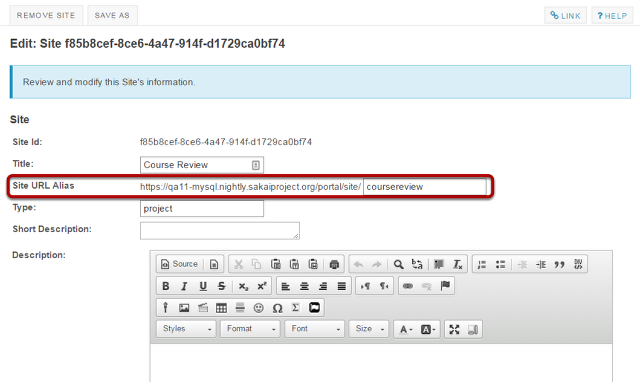 REMOVE SITE SAVE AS LINK ? HELP
Edit: Site f85b8cef-8ce6-4a47-914f-d1729ca0bf74
Review and modify this Site's information.
Site
Site Id: f85b8cef-8ce6-4a47-914f-d1729ca0bf74
Title: Course Review
Site URL Alias https://qa11-mysql.nightly.sakaiproject.org/portal/site/ coursereview
Type: project
Short Description:
Description:
Source
B I U S x₂ x²
Ω Σ
Styles Format Font Size A A